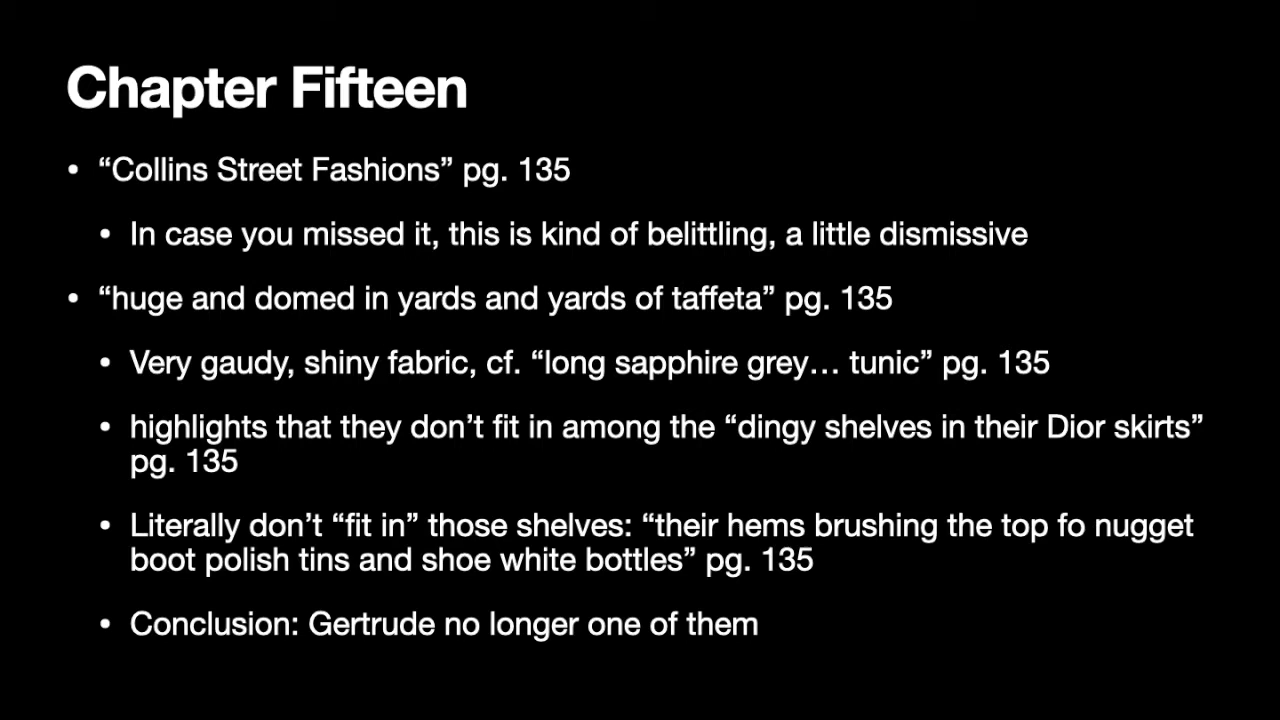 Chapter Fifteen
• “Collins Street Fashions” pg. 135
• In case you missed it, this is kind of belittling, a little dismissive
• “huge and domed in yards and yards of taffeta” pg. 135
• Very gaudy, shiny fabric, cf. “long sapphire grey… tunic” pg. 135
• highlights that they don’t fit in among the “dingy shelves in their Dior skirts”
pg. 135
• Literally don’t “fit in” those shelves: “their hems brushing the top fo nugget
boot polish tins and shoe white bottles” pg. 135
• Conclusion: Gertrude no longer one of them